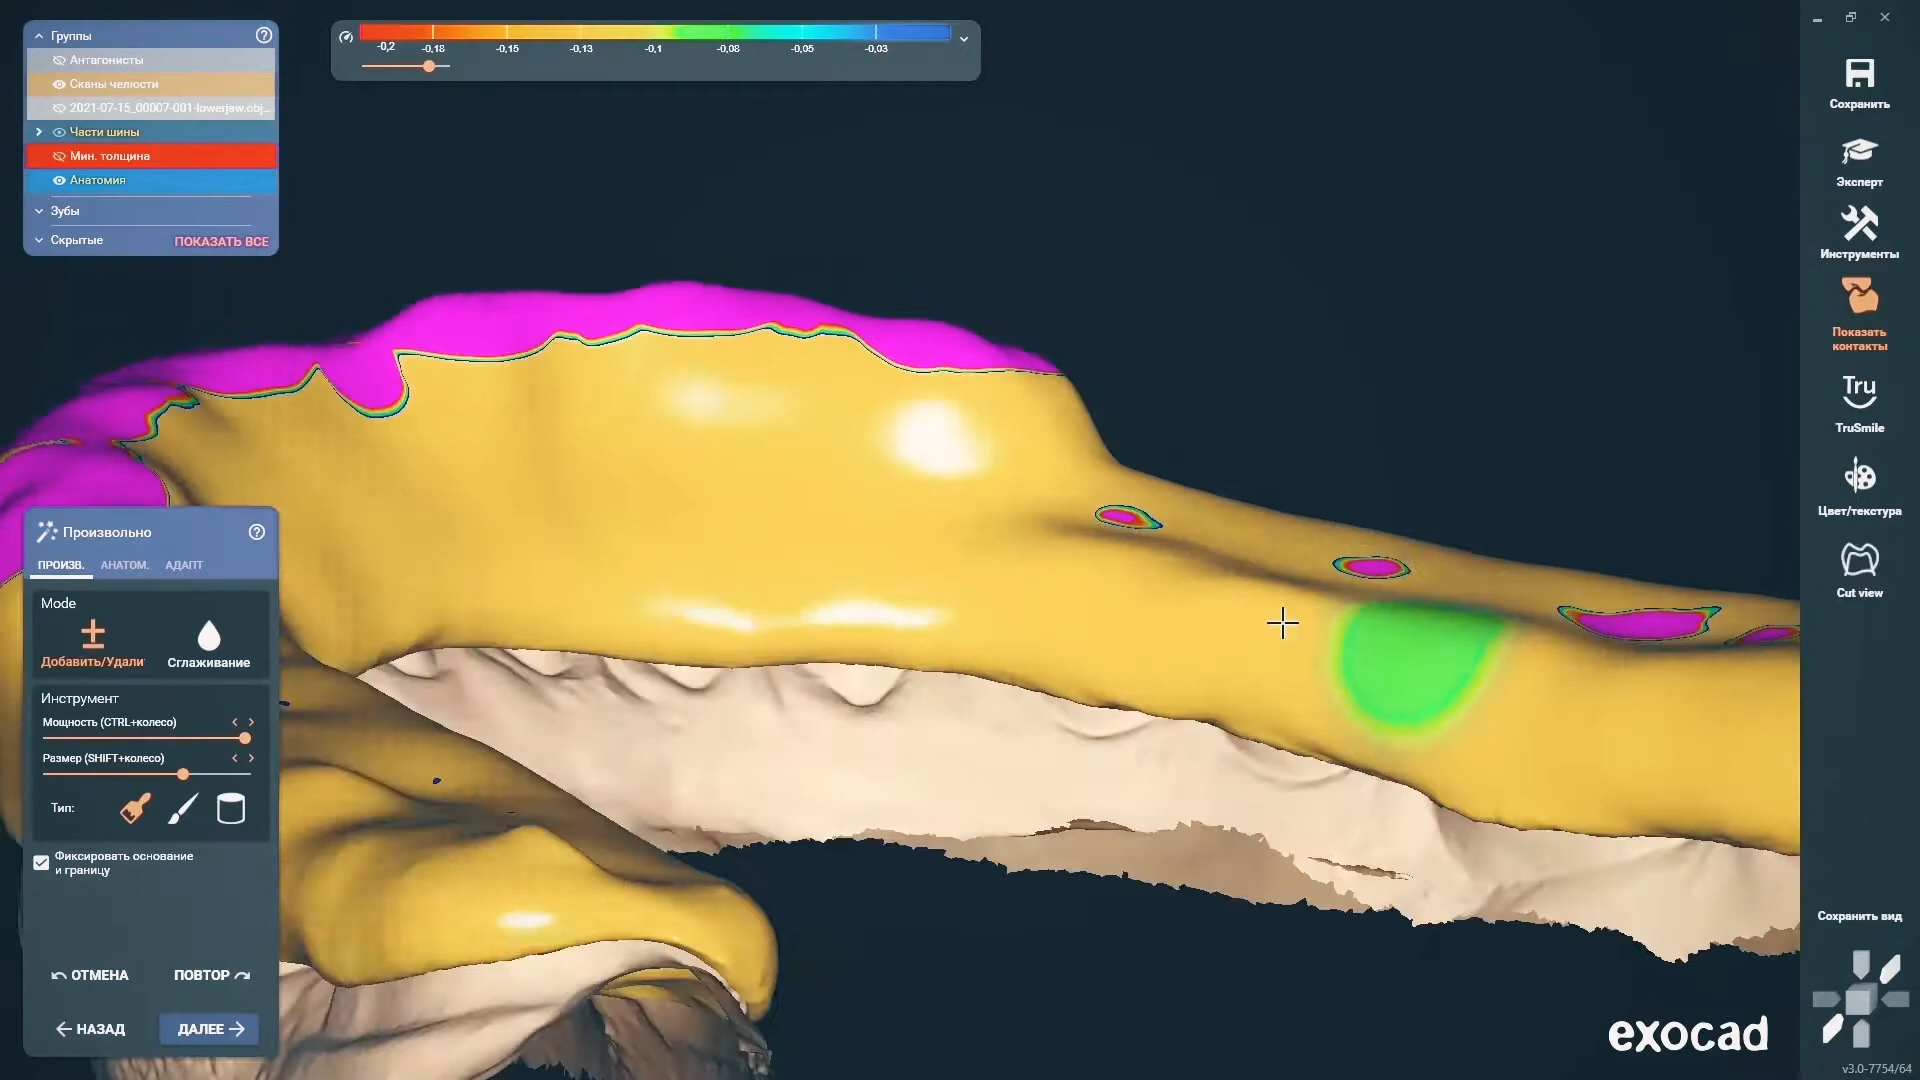 Группы
Антагонисты
Сканы челюсти
2021-07-15_00007-001-lowerjaw.obj...
Части шины
Мин. толщина
Анатомия
Зубы
Скрытые ПОКАЗАТЬ ВСЕ
-0,2 -0,18 -0,15 -0,13 -0,1 -0,08 -0,05 -0,03
Сохранить
Эксперт
Инструменты
Показать
контакты
Tru
TruSmile
Цвет/текстура
Cut view
Произвольно
ПРОИЗВ. АНАТОМ. АДАПТ
Mode
Добавить/Удали
Сглаживание
Инструмент
Мощность (CTRL+колесо)
Размер (SHIFT+колесо)
Тип:
Фиксировать основание
и границу
ОТМЕНА ПОВТОР
НАЗАД ДАЛЕЕ
Сохранить вид
exocad
v3.0-7754/64